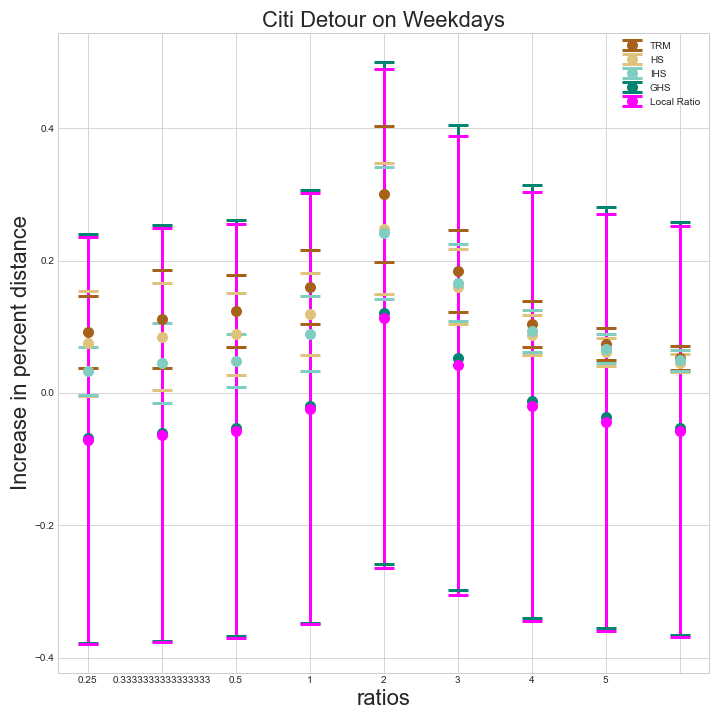 Citi Detour on Weekdays
TRM
HS
IHS
GHS
Local Ratio
Increase in percent distance
0.4
0.2
0.0
−0.2
−0.4
0.25 0.3333333333333333 0.5 1 2 3 4 5
ratios